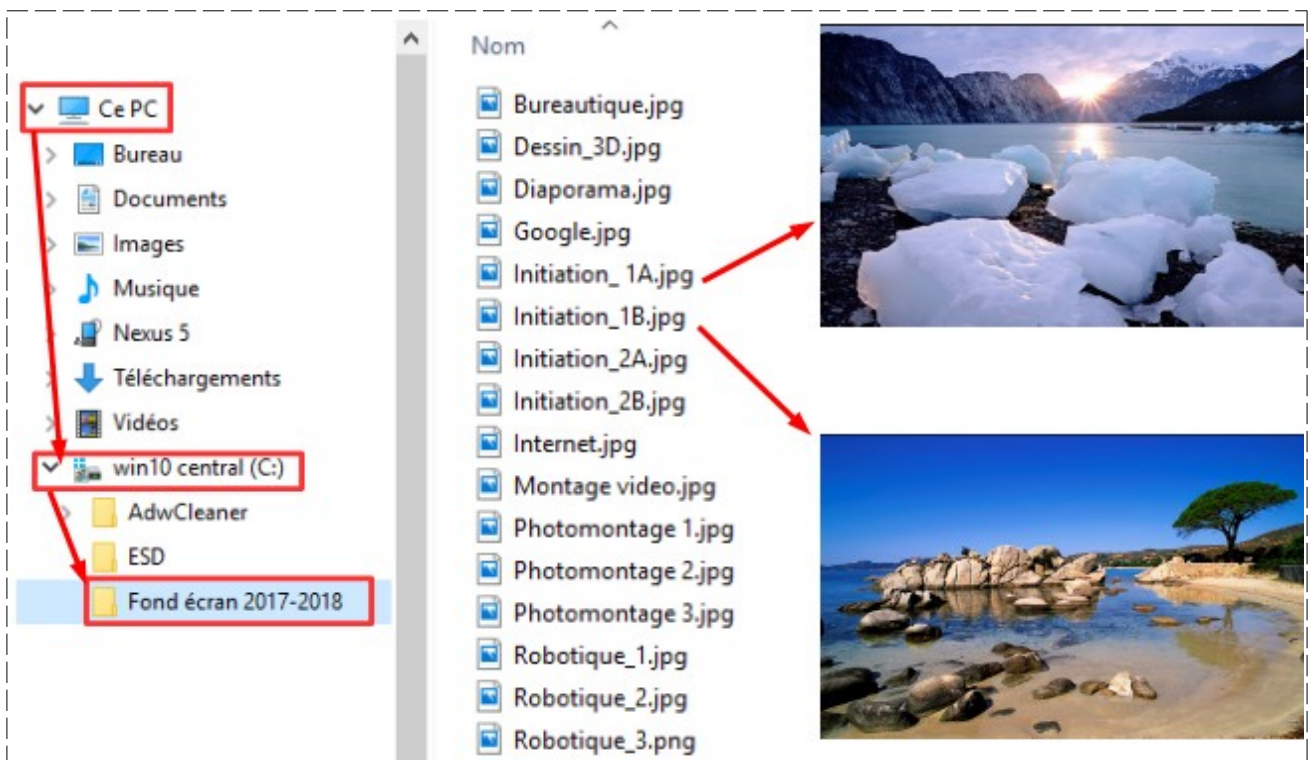 Ce PC
Bureau
Documents
Images
Musique
Nexus 5
Téléchargements
Vidéos
win10 central (C:)
AdwCleaner
ESD
Fond écran 2017-2018
Nom
Bureautique.jpg
Dessin_3D.jpg
Diaporama.jpg
Google.jpg
Initiation_ 1A.jpg
Initiation_1B.jpg
Initiation_2A.jpg
Initiation_2B.jpg
Internet.jpg
Montage video.jpg
Photomontage 1.jpg
Photomontage 2.jpg
Photomontage 3.jpg
Robotique_1.jpg
Robotique_2.jpg
Robotique_3.png